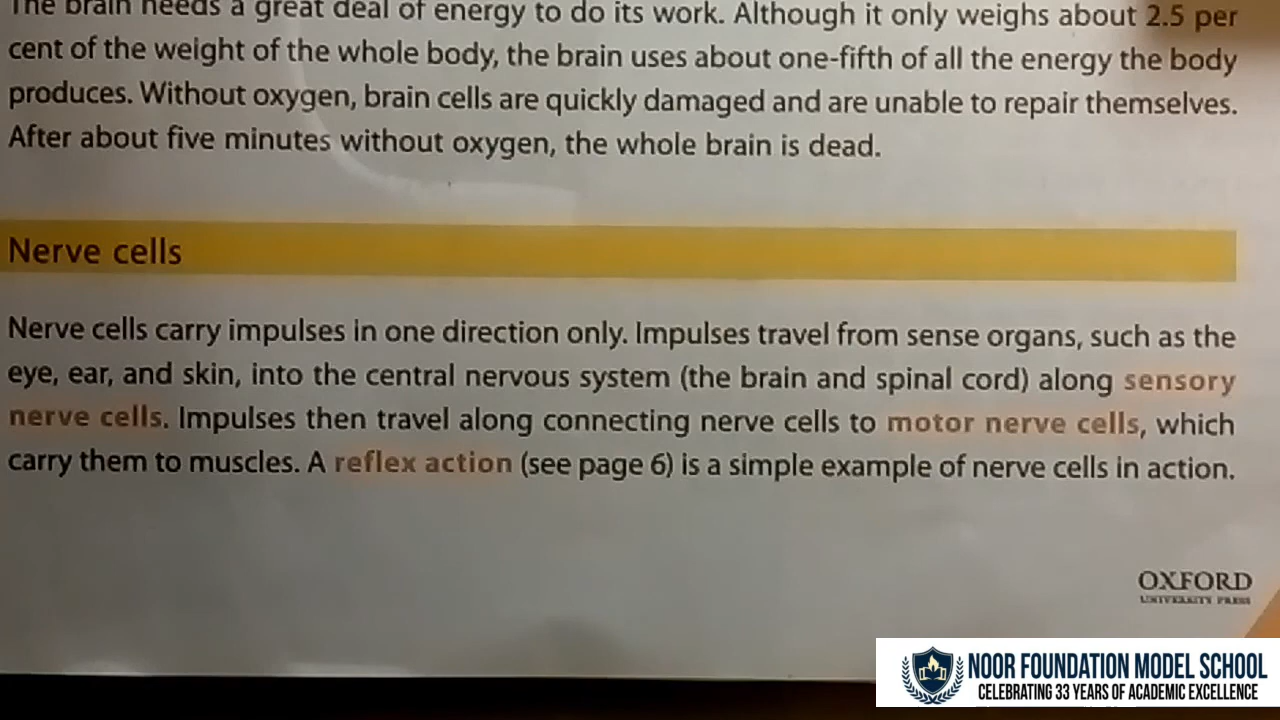 The brain needs a great deal of energy to do its work. Although it only weighs about 2.5 per
cent of the weight of the whole body, the brain uses about one-fifth of all the energy the body
produces. Without oxygen, brain cells are quickly damaged and are unable to repair themselves.
After about five minutes without oxygen, the whole brain is dead.
Nerve cells
Nerve cells carry impulses in one direction only. Impulses travel from sense organs, such as the
eye, ear, and skin, into the central nervous system (the brain and spinal cord) along sensory
nerve cells. Impulses then travel along connecting nerve cells to motor nerve cells, which
carry them to muscles. A reflex action (see page 6) is a simple example of nerve cells in action.
OXFORD
UNIVERSITY PRESS
NOOR FOUNDATION MODEL SCHOOL
CELEBRATING 33 YEARS OF ACADEMIC EXCELLENCE